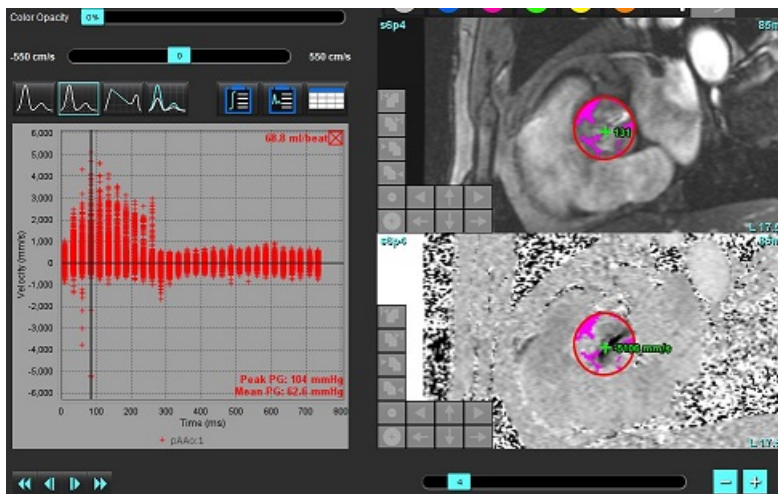 Color Opacity 0%
-550 cm/s 0 550 cm/s
68.8 ml/beat
6,000
5,000
4,000
3,000
2,000
1,000
0
-1,000
-2,000
-3,000
-4,000
-5,000
-6,000
Velocity (mm/s)
Peak PG: 104 mmHg
Mean PG: 62.6 mmHg
0 100 200 300 400 500 600 700 800
Time (ms)
+ pAAo:1
s6p4
131
s6p4
-5106 mm/s
4